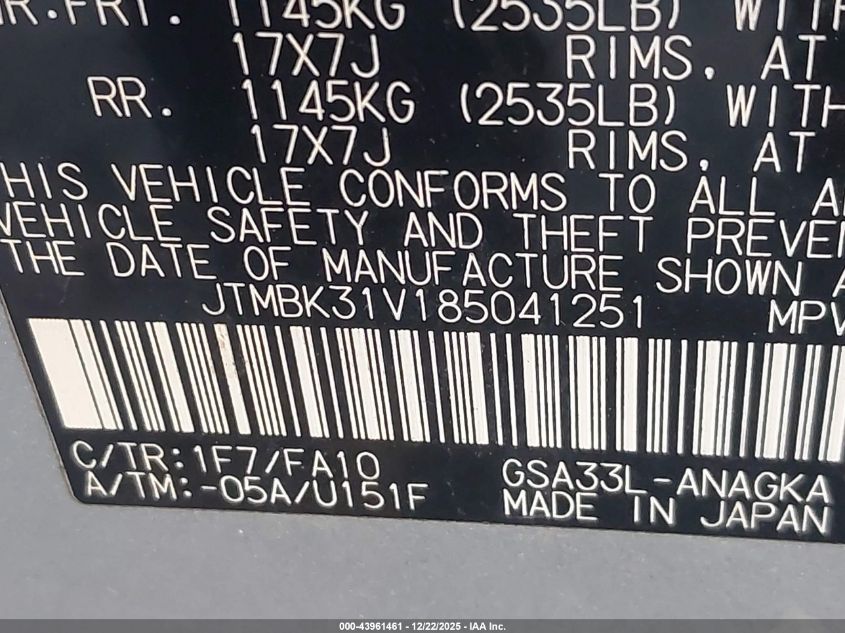 R.FRT. 1145KG (2535LB) WITH
17X7J RIMS, AT
RR. 1145KG (2535LB) WITH
17X7J RIMS, AT
THIS VEHICLE CONFORMS TO ALL A
VEHICLE SAFETY AND THEFT PREVEN
THE DATE OF MANUFACTURE SHOWN A
JTMBK31V185041251 MPV
C/TR:1F7/FA10 GSA33L-ANAGKA
A/TM:-05A/U151F MADE IN JAPAN
000-43961461 - 12/22/2025 - IAA Inc.